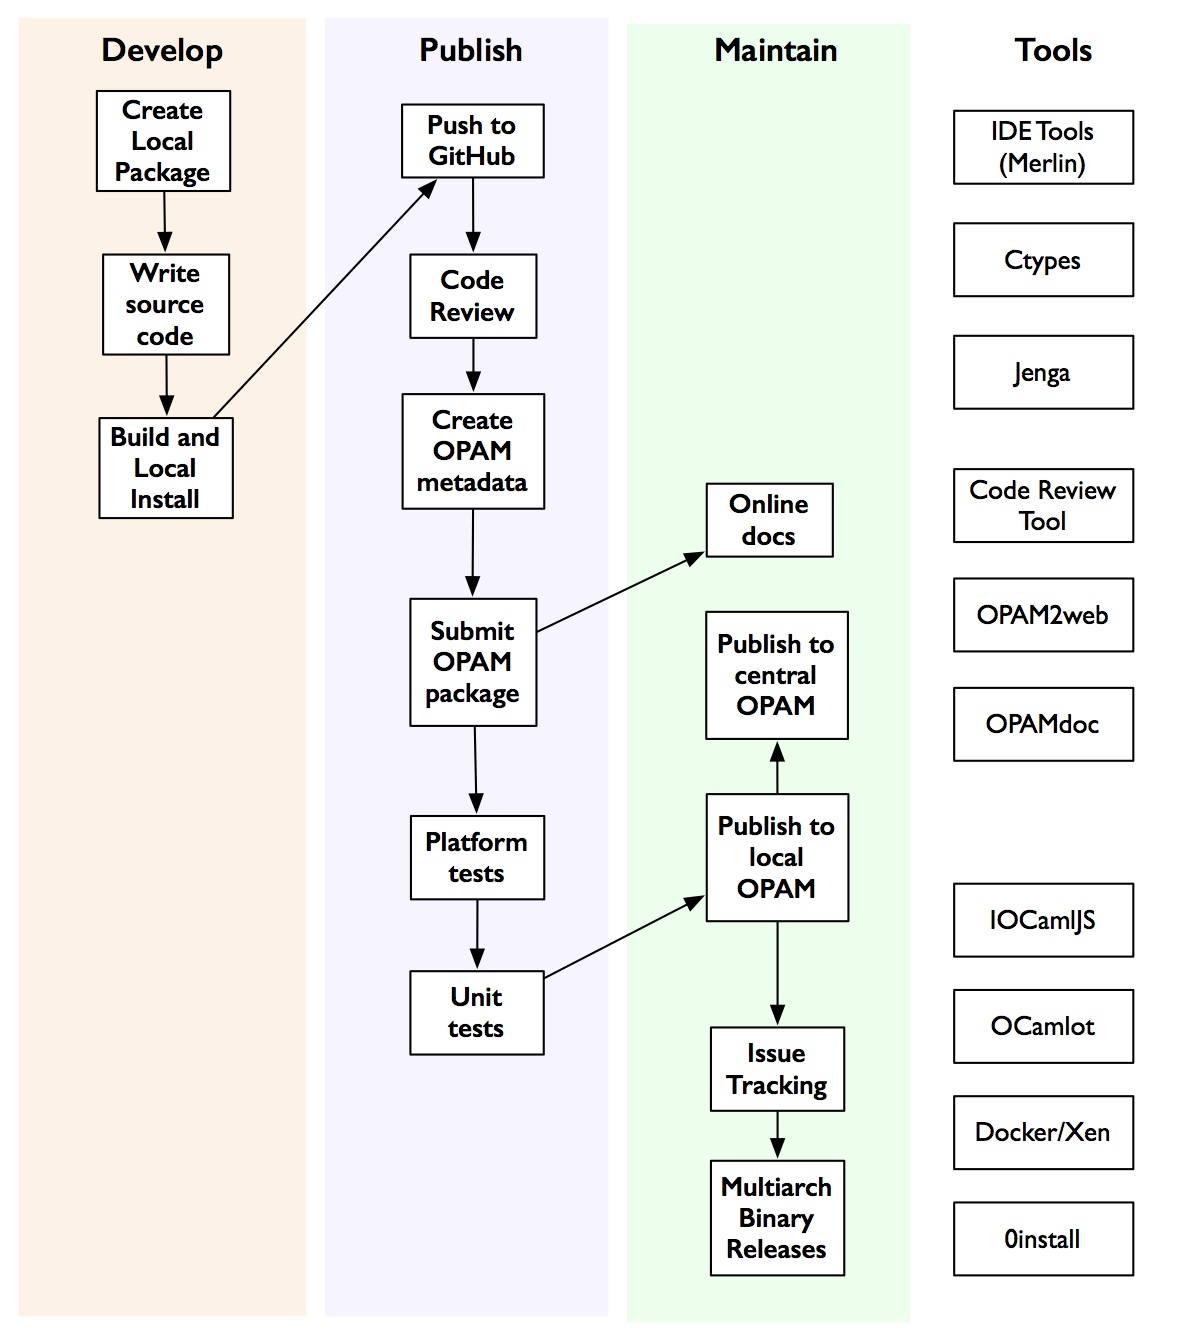 Develop
Create
Local
Package
Write
source
code
Build and
Local
Install
Publish
Push to
GitHub
Code
Review
Create
OPAM
metadata
Submit
OPAM
package
Platform
tests
Unit
tests
Maintain
Online
docs
Publish to
central
OPAM
Publish to
local
OPAM
Issue
Tracking
Multiarch
Binary
Releases
Tools
IDE Tools
(Merlin)
Ctypes
Jenga
Code Review
Tool
OPAM2web
OPAMdoc
IOCamlJS
OCamlot
Docker/Xen
0install